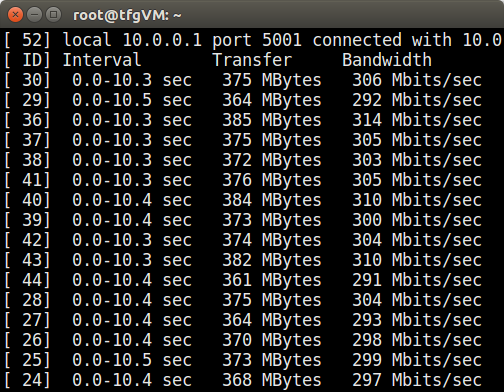 root@tfgVM: ~
[ 52] local 10.0.0.1 port 5001 connected with 10.0
[ ID] Interval       Transfer     Bandwidth
[ 30]  0.0-10.3 sec   375 MBytes   306 Mbits/sec
[ 29]  0.0-10.5 sec   364 MBytes   292 Mbits/sec
[ 36]  0.0-10.3 sec   385 MBytes   314 Mbits/sec
[ 37]  0.0-10.3 sec   375 MBytes   305 Mbits/sec
[ 38]  0.0-10.3 sec   372 MBytes   303 Mbits/sec
[ 41]  0.0-10.3 sec   376 MBytes   305 Mbits/sec
[ 40]  0.0-10.4 sec   384 MBytes   310 Mbits/sec
[ 39]  0.0-10.4 sec   373 MBytes   300 Mbits/sec
[ 42]  0.0-10.3 sec   374 MBytes   304 Mbits/sec
[ 43]  0.0-10.3 sec   382 MBytes   310 Mbits/sec
[ 44]  0.0-10.4 sec   361 MBytes   291 Mbits/sec
[ 28]  0.0-10.4 sec   375 MBytes   304 Mbits/sec
[ 27]  0.0-10.4 sec   364 MBytes   293 Mbits/sec
[ 26]  0.0-10.4 sec   370 MBytes   298 Mbits/sec
[ 25]  0.0-10.5 sec   373 MBytes   299 Mbits/sec
[ 24]  0.0-10.4 sec   368 MBytes   297 Mbits/sec